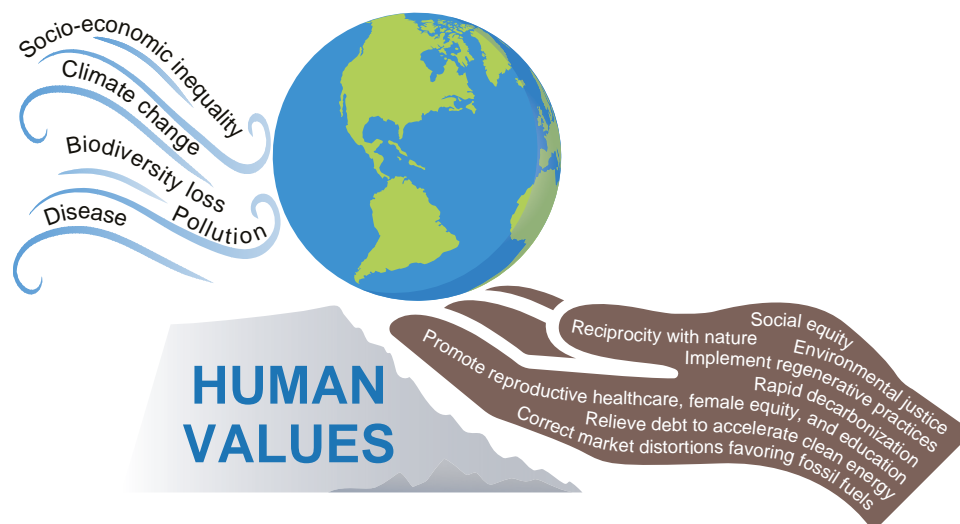 Socio-economic inequality
Climate change
Biodiversity loss
Pollution
Disease
HUMAN
VALUES
Social equity
Reciprocity with nature
Environmental justice
Implement regenerative practices
Rapid decarbonization
Promote reproductive healthcare, female equity, and education
Relieve debt to accelerate clean energy
Correct market distortions favoring fossil fuels